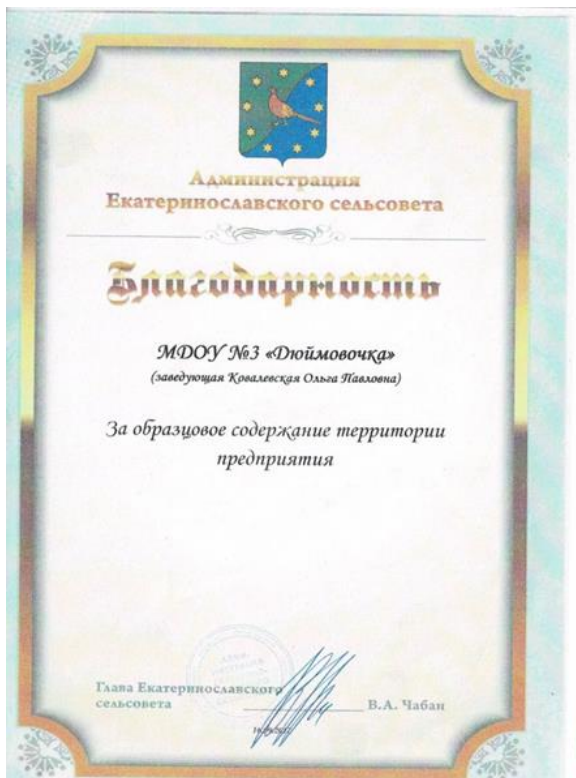 Администрация
Екатеринославского сельсовета
Благодарность
МДОУ №3 «Дюймовочка»
(заведующая Ковалевская Ольга Павловна)
За образцовое содержание территории
предприятия
Глава Екатеринославского
сельсовета
В.А. Чабан